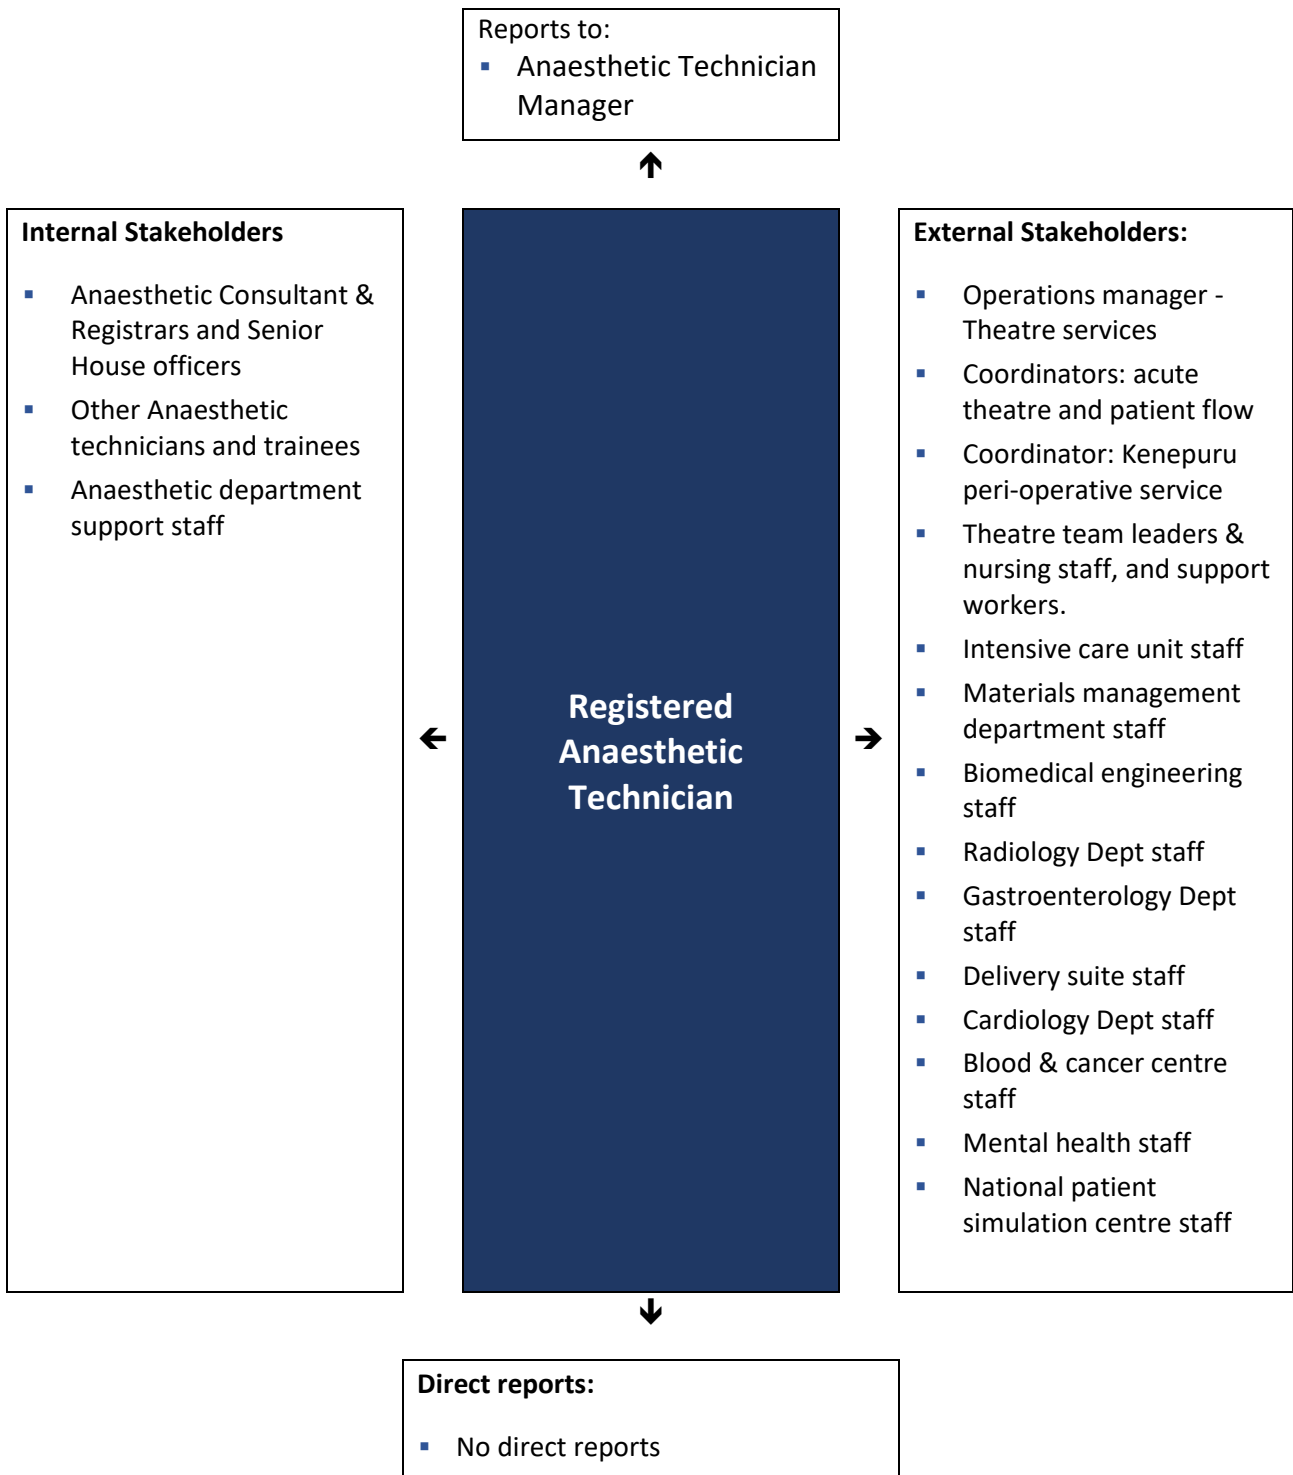 Reports to:
▪ Anaesthetic Technician
Manager
↑
Internal Stakeholders
▪ Anaesthetic Consultant &
Registrars and Senior
House officers
▪ Other Anaesthetic
technicians and trainees
▪ Anaesthetic department
support staff
←
Registered
Anaesthetic
Technician
→
External Stakeholders:
▪ Operations manager -
Theatre services
▪ Coordinators: acute
theatre and patient flow
▪ Coordinator: Kenepuru
peri-operative service
▪ Theatre team leaders &
nursing staff, and support
workers.
▪ Intensive care unit staff
▪ Materials management
department staff
▪ Biomedical engineering
staff
▪ Radiology Dept staff
▪ Gastroenterology Dept
staff
▪ Delivery suite staff
▪ Cardiology Dept staff
▪ Blood & cancer centre
staff
▪ Mental health staff
▪ National patient
simulation centre staff
↓
Direct reports:
▪ No direct reports